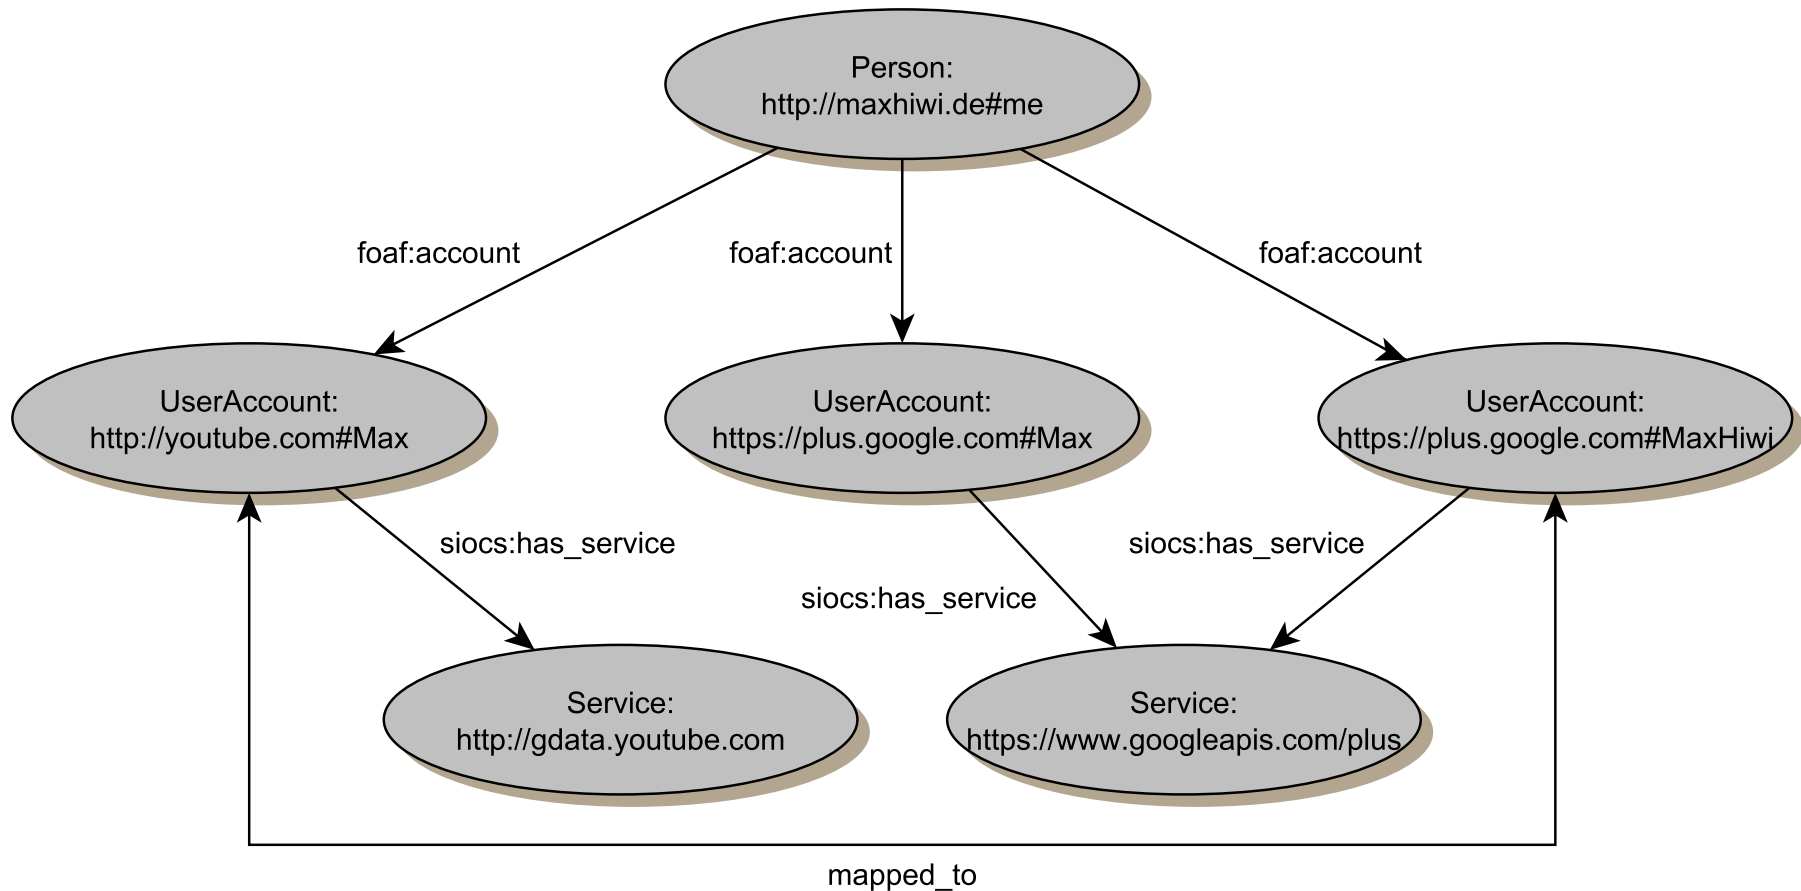 Person:
http://maxhiwi.de#me
foaf:account
foaf:account
foaf:account
UserAccount:
http://youtube.com#Max
UserAccount:
https://plus.google.com#Max
UserAccount:
https://plus.google.com#MaxHiwi
siocs:has_service
siocs:has_service
siocs:has_service
Service:
http://gdata.youtube.com
Service:
https://www.googleapis.com/plus
mapped_to